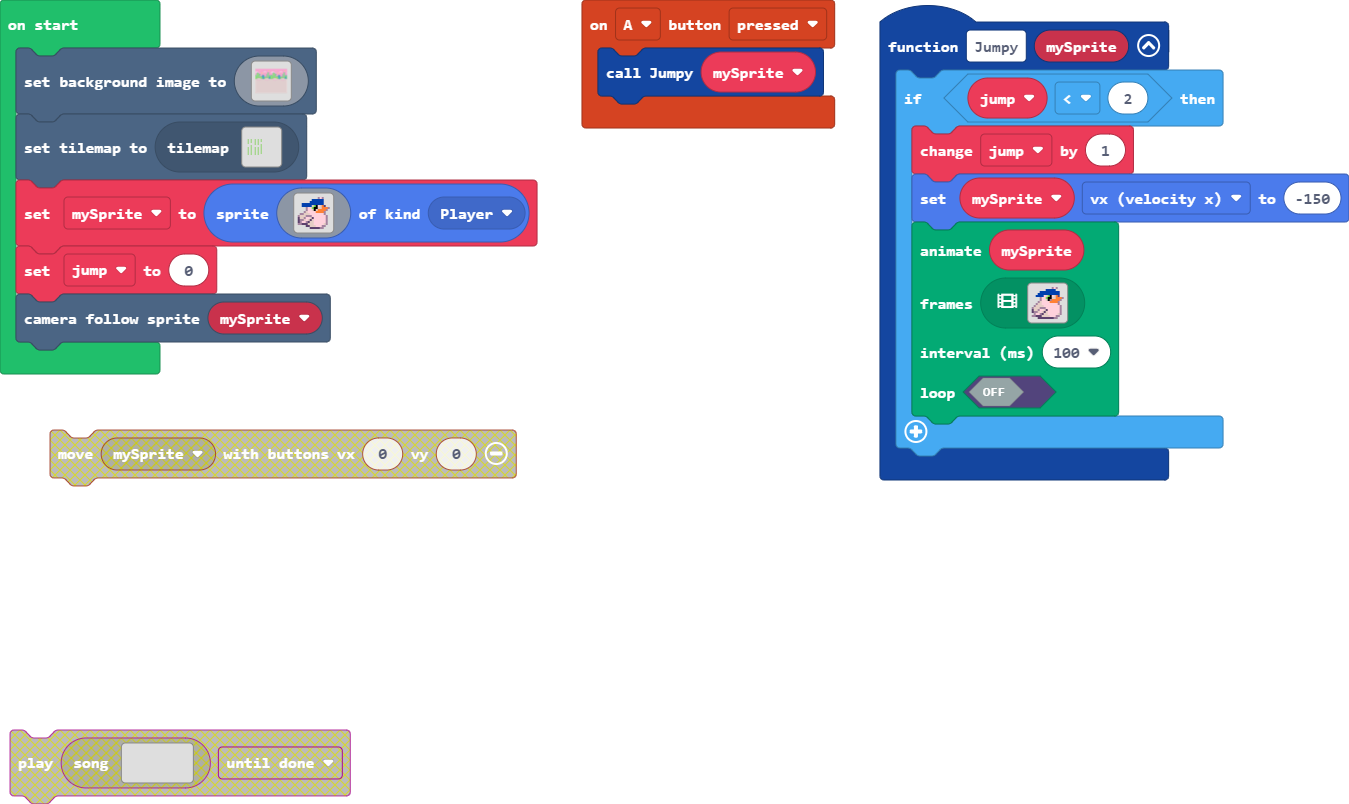 on start
set background image to
set tilemap to tilemap
set mySprite to sprite of kind Player
set jump to 0
camera follow sprite mySprite
move mySprite with buttons vx 0 vy 0
play song until done
on A button pressed
call Jumpy mySprite
function Jumpy mySprite
if jump < 2 then
change jump by 1
set mySprite vx (velocity x) to -150
animate mySprite
frames
interval (ms) 100
loop OFF